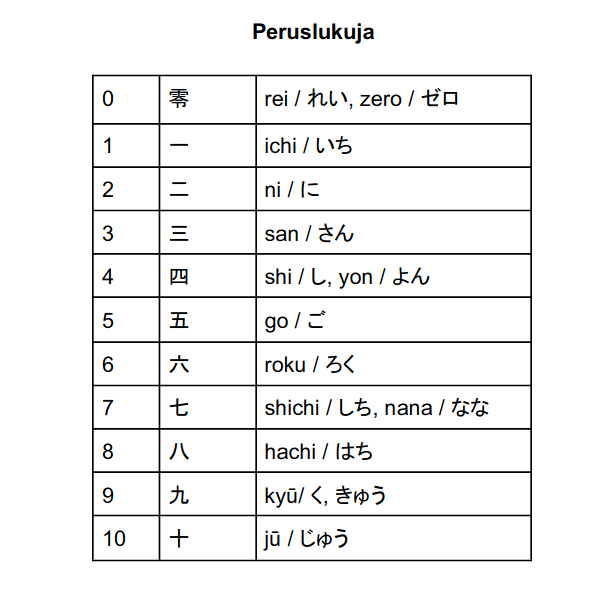 Peruslukuja
0 零 rei / れい, zero / ゼロ
1 一 ichi / いち
2 二 ni / に
3 三 san / さん
4 四 shi / し, yon / よん
5 五 go / ご
6 六 roku / ろく
7 七 shichi / しち, nana / なな
8 八 hachi / はち
9 九 kyū/ く, きゅう
10 十 jū / じゅう